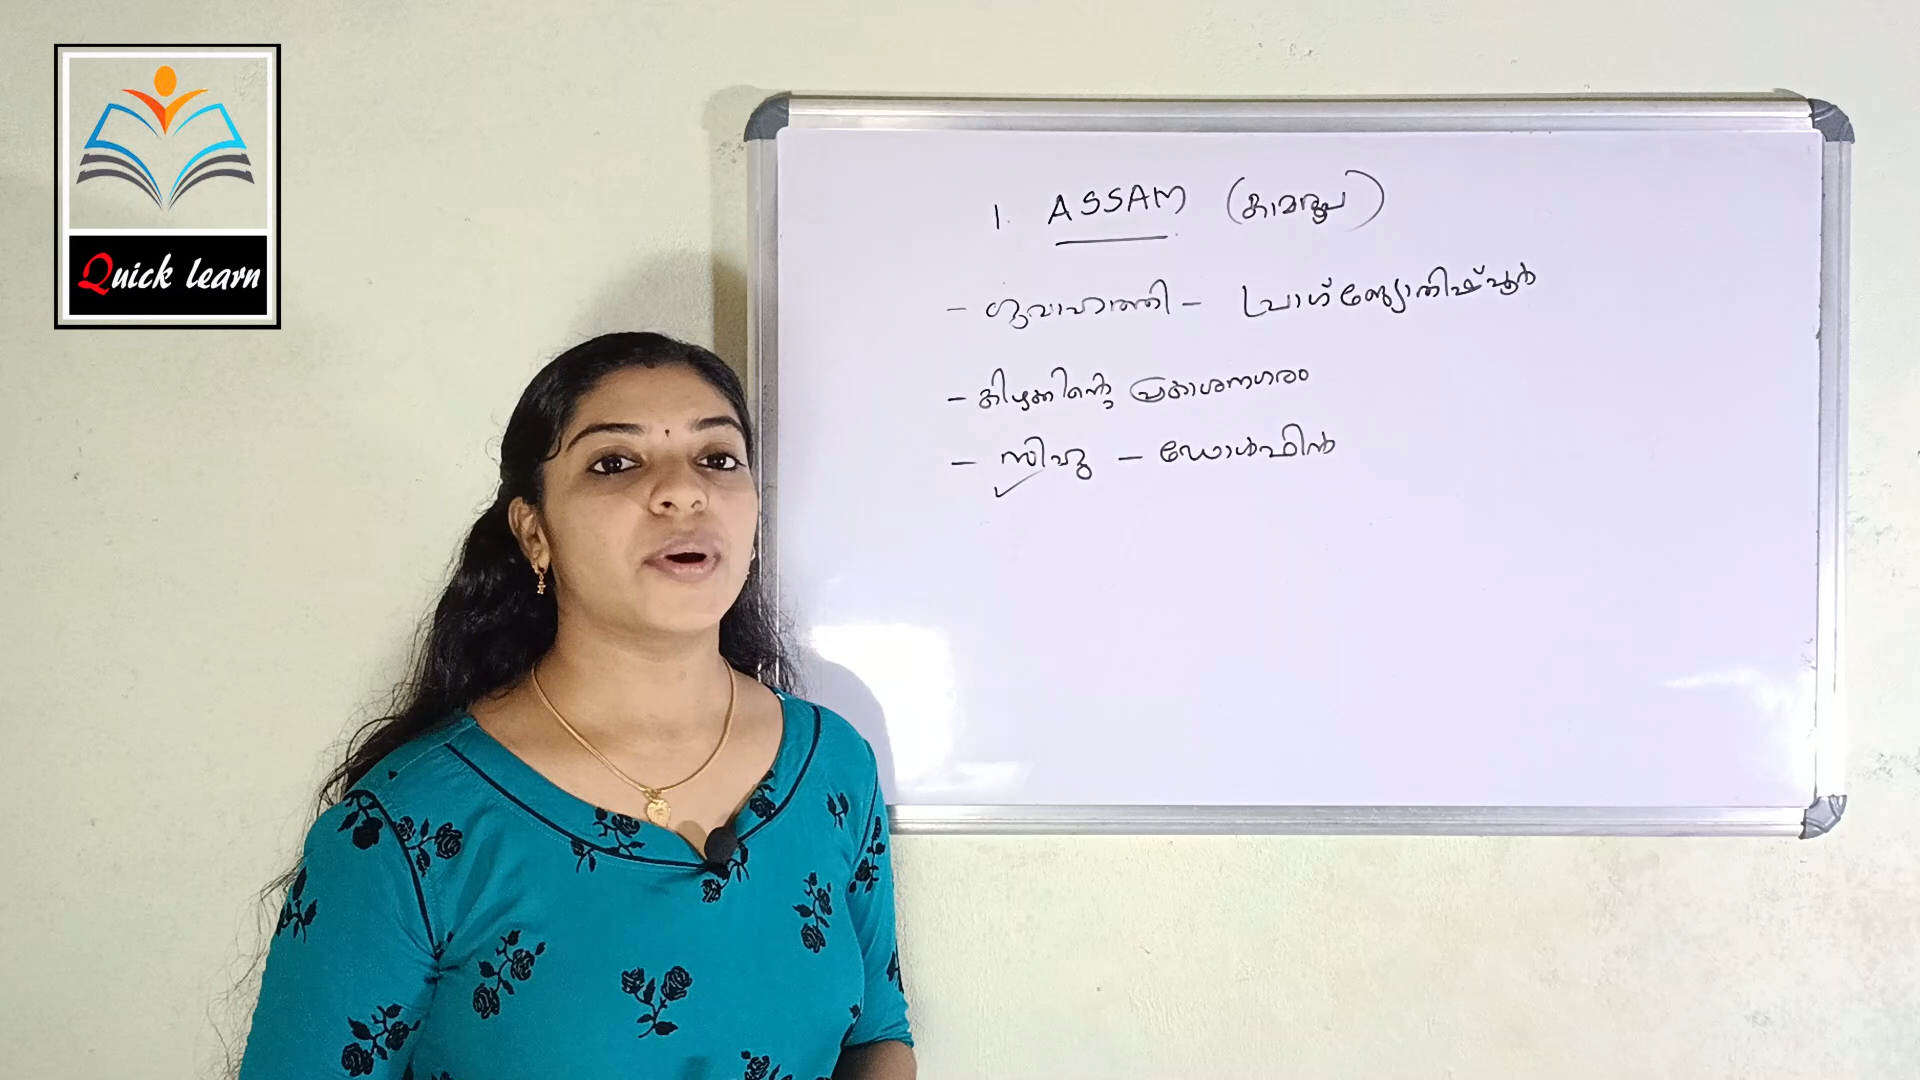 Quick learn
1. ASSAM (കാമരൂപ)
- ഗുവാഹത്തി - പ്രാഗ്ജ്യോതിഷ്പൂർ
- കിഴക്കിന്റെ പ്രകാശനഗരം
- സിഹു - ഡോൾഫിൻ